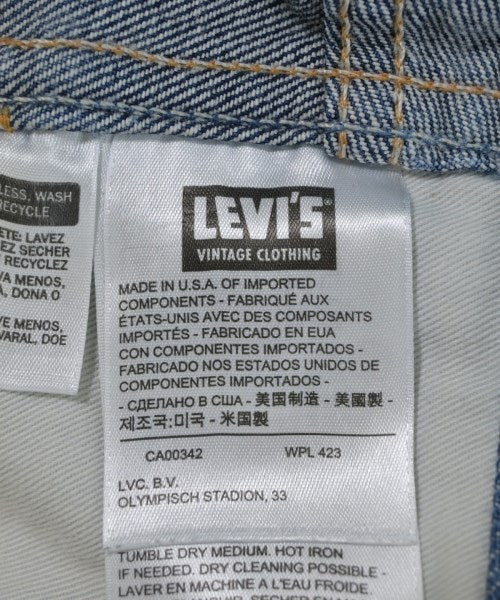 LESS, WASH
RECYCLE
LAVEZ
SECHER
RECYCLEZ
MENOS,
DONA O
MENOS,
VARAL, DOE
LEVI'S
VINTAGE CLOTHING
MADE IN U.S.A. OF IMPORTED
COMPONENTS - FABRIQUÉ AUX
ÉTATS-UNIS AVEC DES COMPOSANTS
IMPORTÉS - FABRICADO EN EUA
CON COMPONENTES IMPORTADOS -
FABRICADO NOS ESTADOS UNIDOS DE
COMPONENTES IMPORTADOS -
- СДЕЛАНО В США - 美国制造 - 美國製 -
제조국:미국 - 米国製
CA00342 WPL 423
LVC. B.V.
OLYMPISCH STADION, 33
TUMBLE DRY MEDIUM. HOT IRON
IF NEEDED. DRY CLEANING POSSIBLE -
LAVER EN MACHINE A L'EAU FROIDE.